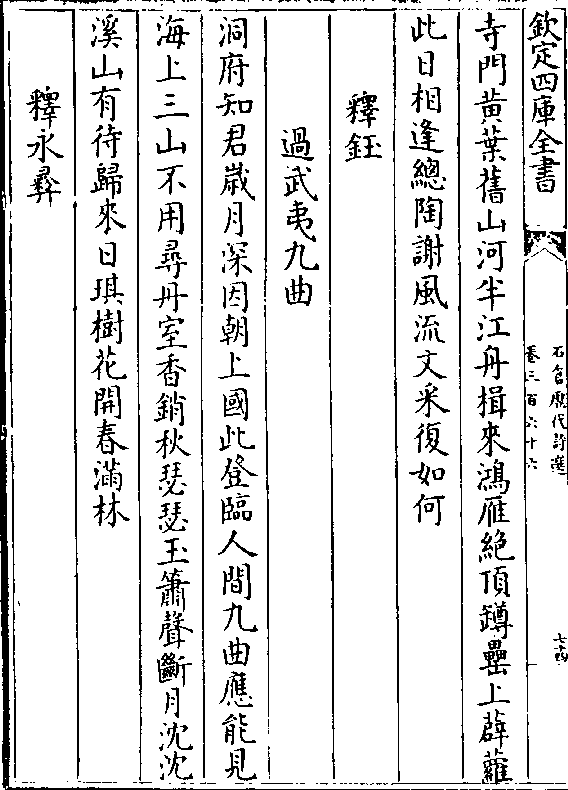 欽定四庫全書
石倉歷代詩選
卷三百六十六
七十四
寺門黃葉舊山河半江舟楫來鴻雁絶頂罇罍上薜蘿
此日相逢總陶謝風流文采復如何
釋鈺
過武夷九曲
洞府知君嵗月深因朝上國此登臨人間九曲應能見
海上三山不用尋丹室香銷秋瑟瑟玉簫聲斷月沈沈
溪山有待歸來日琪樹花開春滿林
釋永彞